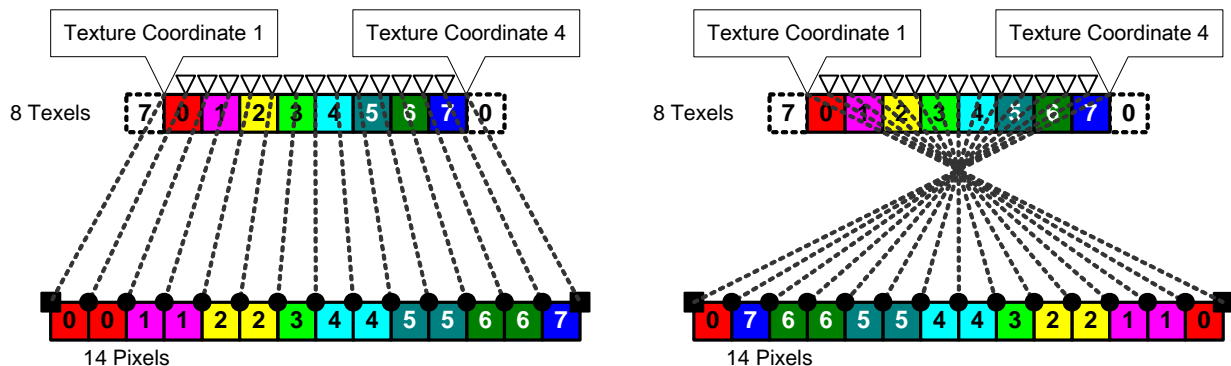 Texture Coordinate 1
Texture Coordinate 4
8 Texels
7 0 1 2 3 4 5 6 7 0
0 0 1 1 2 2 3 4 4 5 5 6 6 7
14 Pixels
Texture Coordinate 1
Texture Coordinate 4
8 Texels
7 0 1 2 3 4 5 6 7 0
0 7 6 6 5 5 4 4 3 2 2 1 1 0
14 Pixels